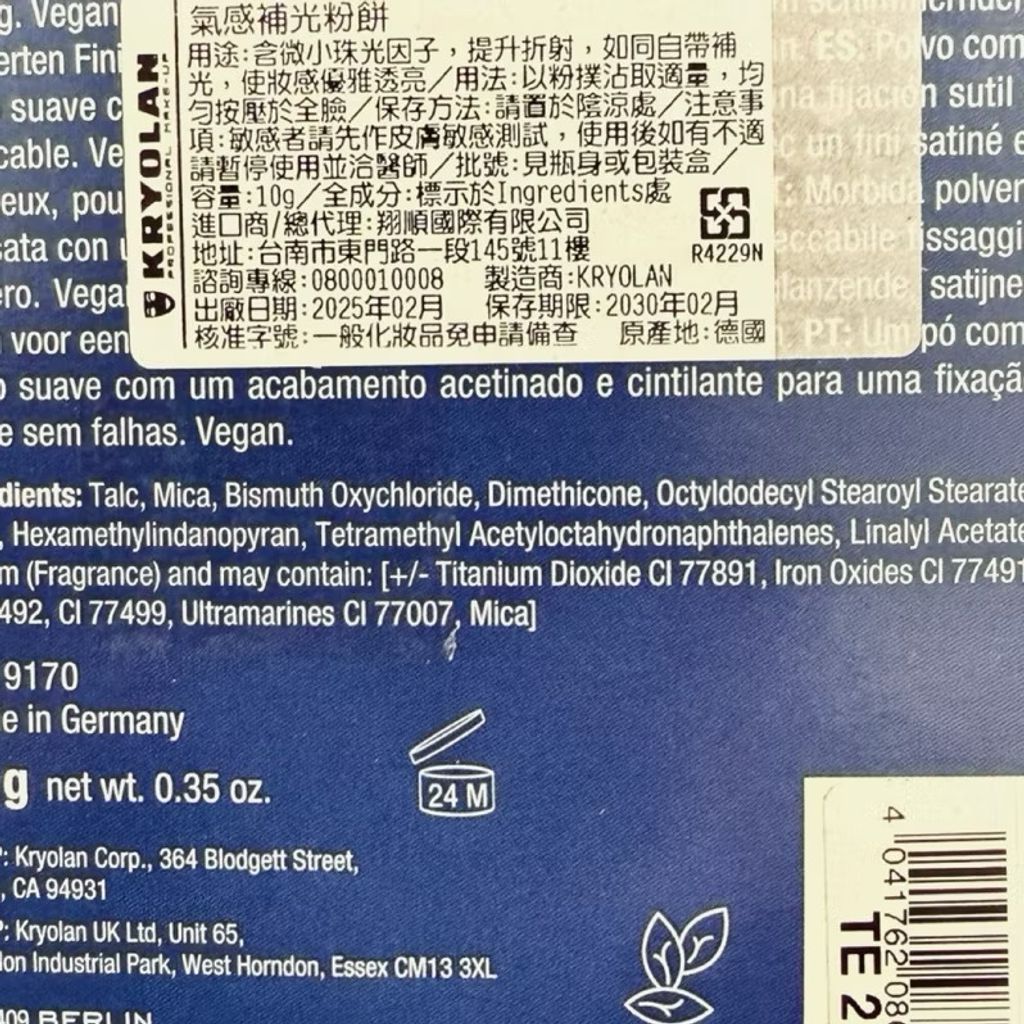 g. Vegan
erten Fini
suave c
cable. Ve
eux, pou
sata con u
ero. Vega
voor een
KRYOLAN
PROFESSIONAL MAKE-UP
氣感補光粉餅
用途:含微小珠光因子，提升折射，如同自帶補
光，使妝感優雅透亮／用法:以粉撲沾取適量，均
勻按壓於全臉／保存方法:請置於陰涼處／注意事
項:敏感者請先作皮膚敏感測試，使用後如有不適
請暫停使用並洽醫師／批號:見瓶身或包裝盒／
容量:10g／全成分:標示於Ingredients處
進口商/總代理:翔順國際有限公司
地址:台南市東門路一段145號11樓
R4229N
諮詢專線:0800010008 製造商:KRYOLAN
出廠日期:2025年02月 保存期限:2030年02月
核准字號:一般化妝品免申請備查 原產地:德國
ES: Polvo com
na fijación sutil
c un fini satiné e
: Morbida polver
eccabile fissaggi
glanzende, satijne
PT: Um pó com
o suave com um acabamento acetinado e cintilante para uma fixaçã
e sem falhas. Vegan.
dients: Talc, Mica, Bismuth Oxychloride, Dimethicone, Octyldodecyl Stearoyl Stearate
, Hexamethylindanopyran, Tetramethyl Acetyloctahydronaphthalenes, Linalyl Acetate
m (Fragrance) and may contain: [+/- Titanium Dioxide CI 77891, Iron Oxides CI 77491
492, CI 77499, Ultramarines CI 77007, Mica]
9170
e in Germany
g net wt. 0.35 oz.
24 M
: Kryolan Corp., 364 Blodgett Street,
, CA 94931
: Kryolan UK Ltd, Unit 65,
don Industrial Park, West Horndon, Essex CM13 3XL
409 BERLIN
4 041762 08
TE 2